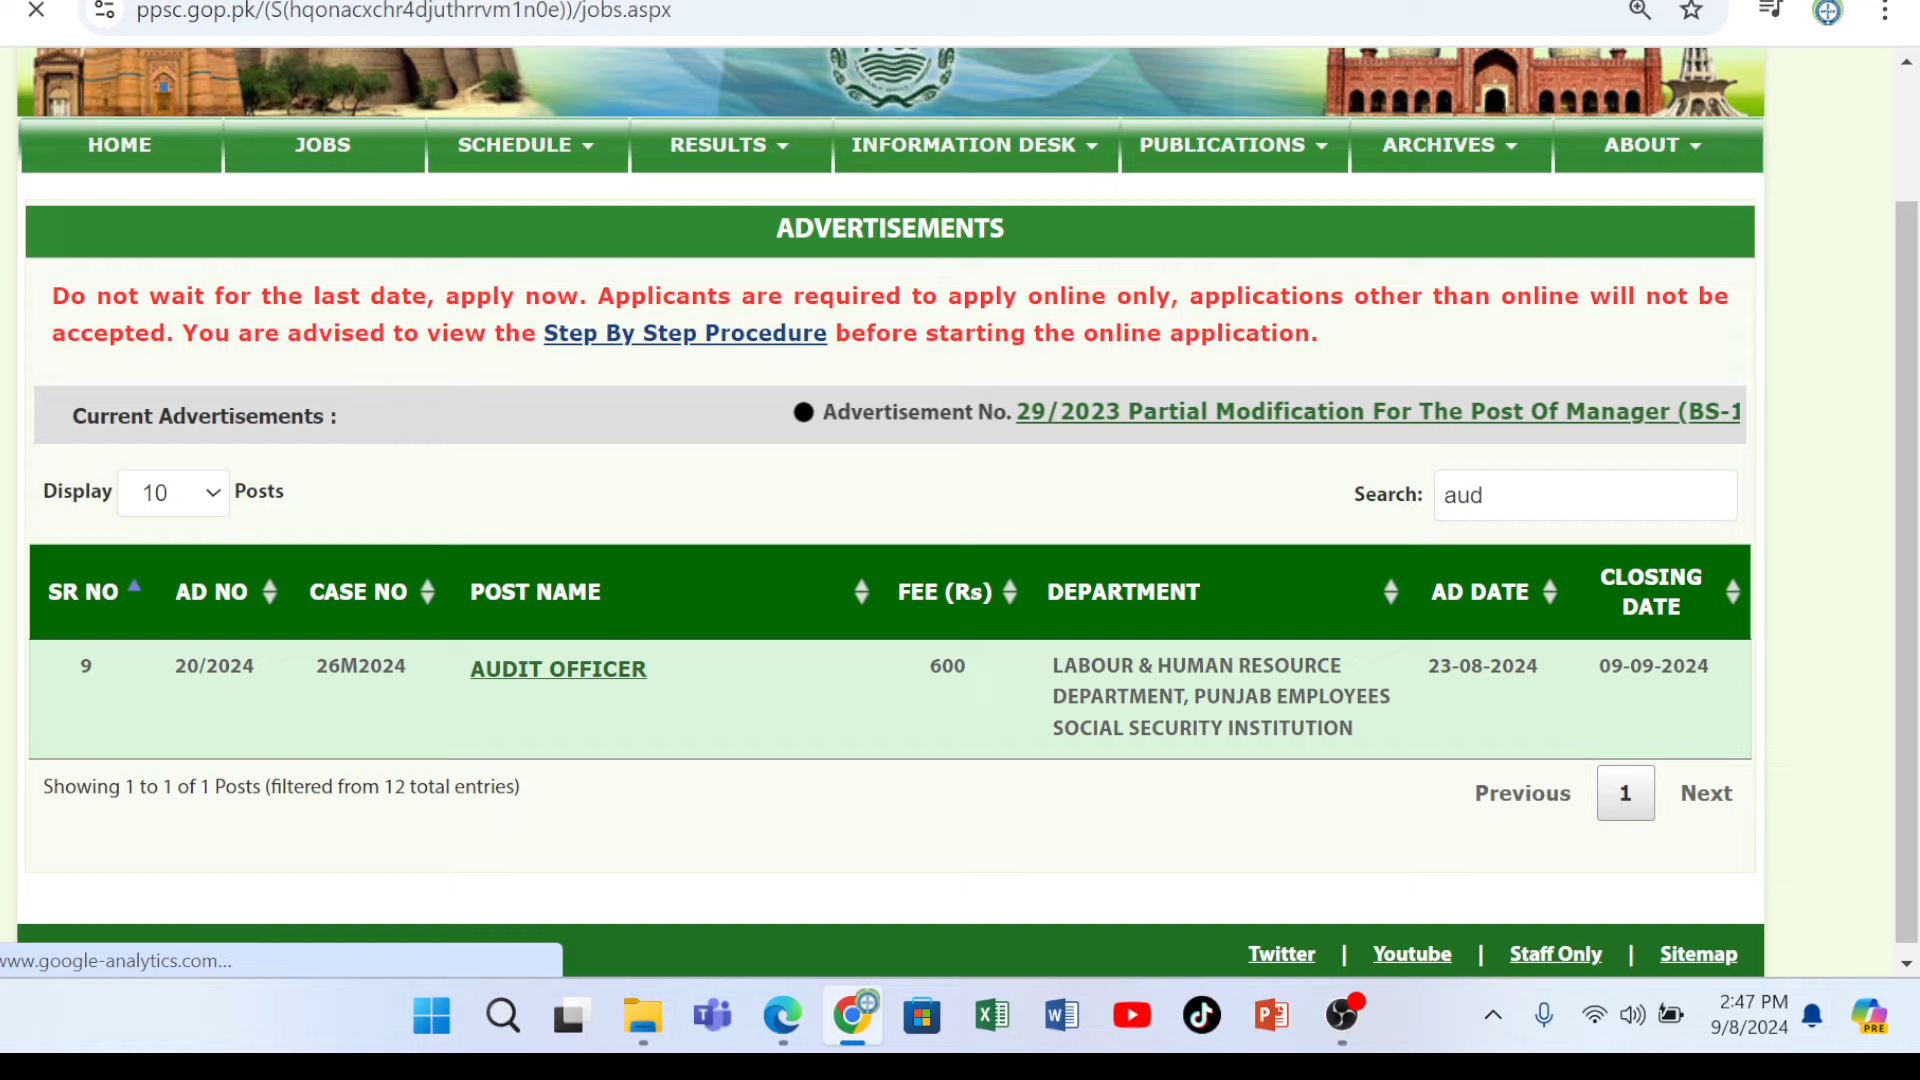 ppsc.gop.pk/(S(hqonacxchr4djuthrrvm1n0e))/jobs.aspx
HOME JOBS SCHEDULE RESULTS INFORMATION DESK PUBLICATIONS ARCHIVES ABOUT
ADVERTISEMENTS
Do not wait for the last date, apply now. Applicants are required to apply online only, applications other than online will not be
accepted. You are advised to view the Step By Step Procedure before starting the online application.
Current Advertisements : Advertisement No. 29/2023 Partial Modification For The Post Of Manager (BS-1
Display 10 Posts Search: aud
SR NO AD NO CASE NO POST NAME FEE (Rs) DEPARTMENT AD DATE CLOSING DATE
9 20/2024 26M2024 AUDIT OFFICER 600 LABOUR & HUMAN RESOURCE 23-08-2024 09-09-2024
DEPARTMENT, PUNJAB EMPLOYEES
SOCIAL SECURITY INSTITUTION
Showing 1 to 1 of 1 Posts (filtered from 12 total entries) Previous 1 Next
Twitter | Youtube | Staff Only | Sitemap
www.google-analytics.com...
2:47 PM
9/8/2024
PRE